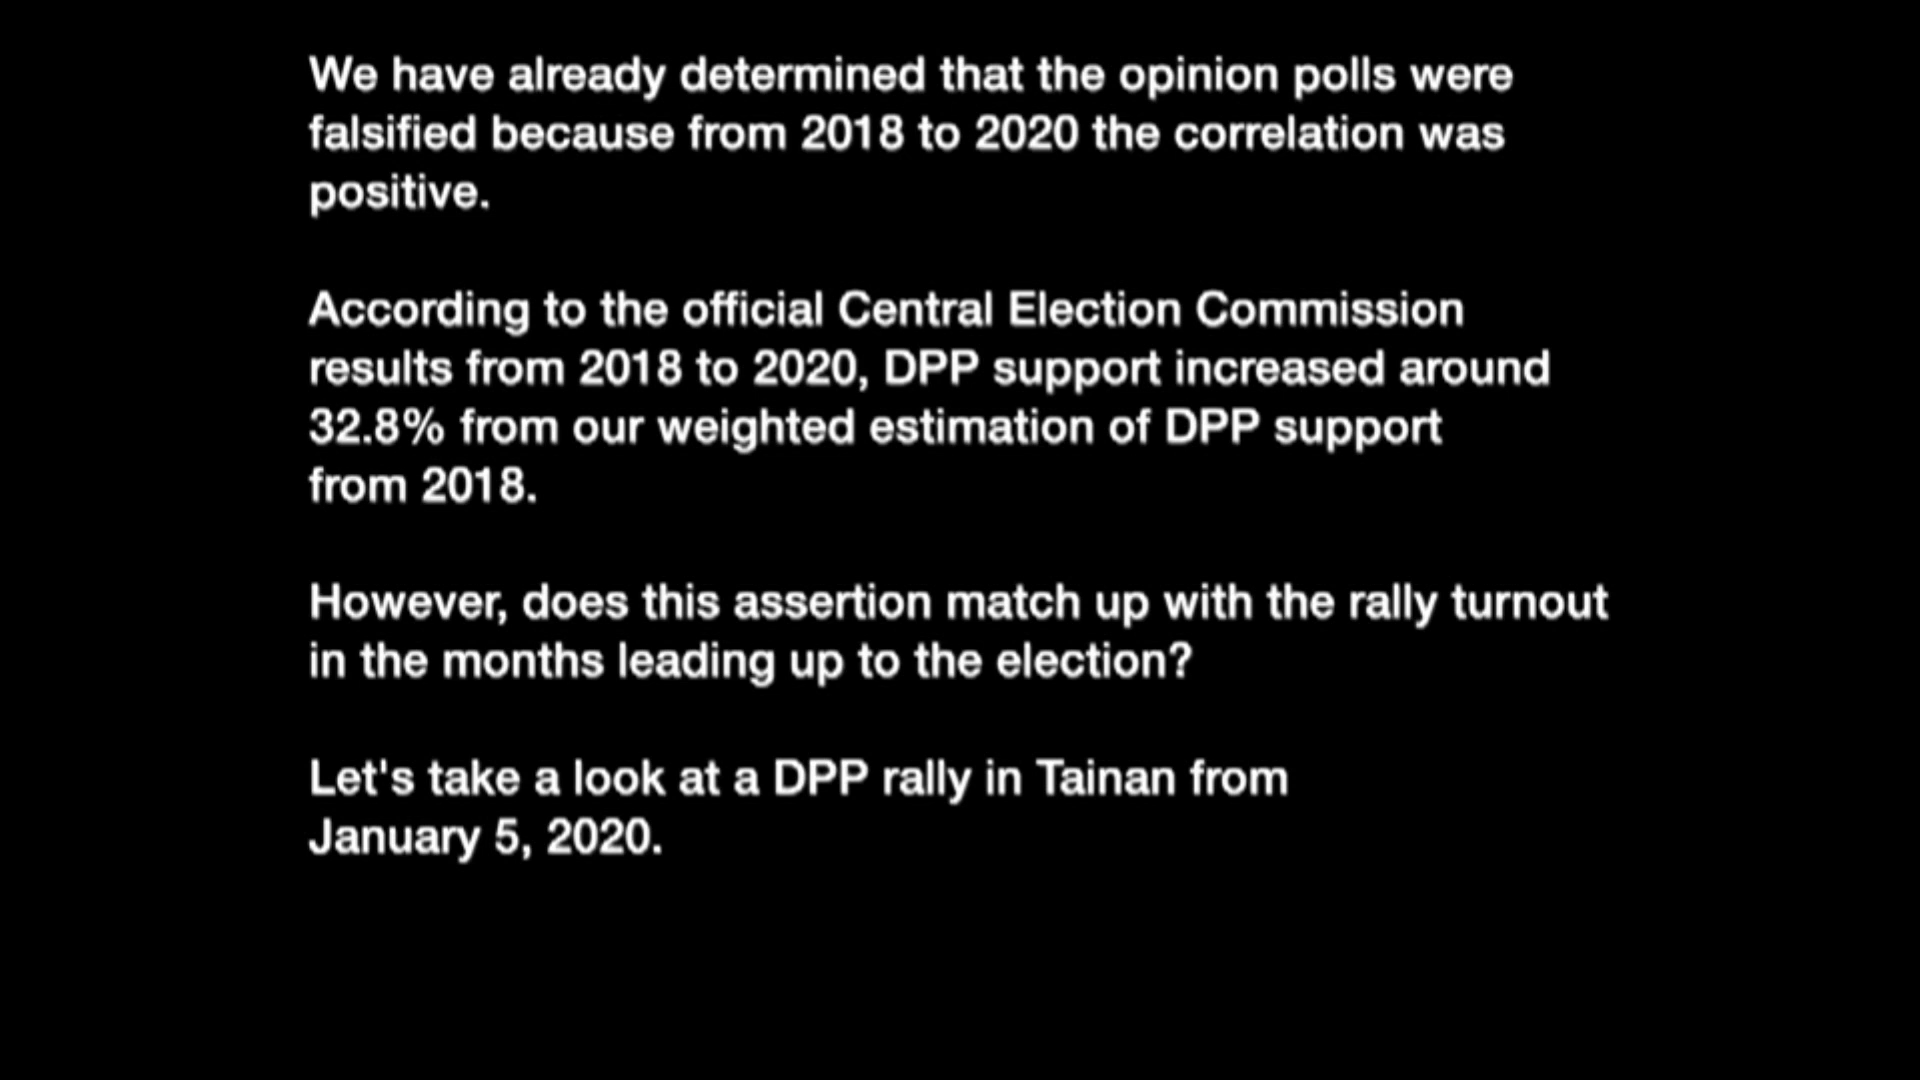 We have already determined that the opinion polls were
falsified because from 2018 to 2020 the correlation was
positive.
According to the official Central Election Commission
results from 2018 to 2020, DPP support increased around
32.8% from our weighted estimation of DPP support
from 2018.
However, does this assertion match up with the rally turnout
in the months leading up to the election?
Let's take a look at a DPP rally in Tainan from
January 5, 2020.